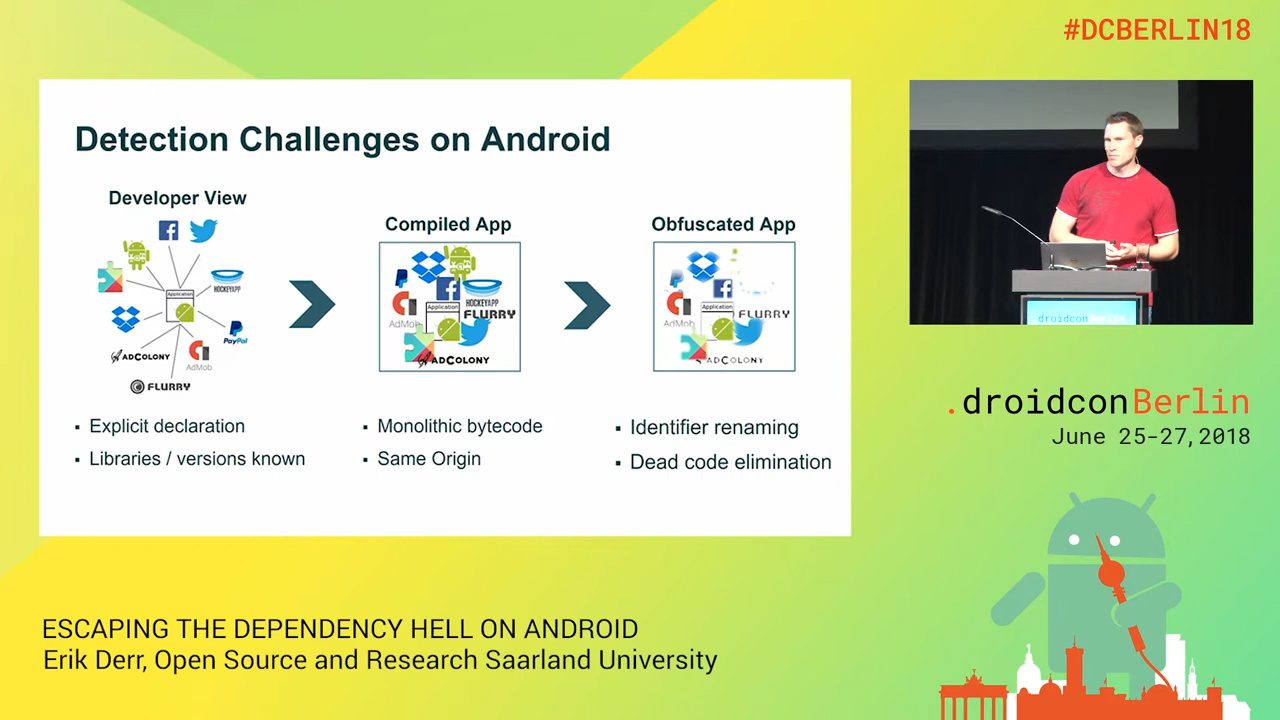 #DCBERLIN18
Detection Challenges on Android
Developer View
Application
HOCKEYAPP
PayPal
AdMob
ADCOLONY
FLURRY
Explicit declaration
Libraries / versions known
Compiled App
HOCKEYAPP
Application
FLURRY
AdMob
ADCOLONY
Monolithic bytecode
Same Origin
Obfuscated App
Application
FLURRY
AdMob
ADCOLONY
Identifier renaming
Dead code elimination
droidconBerlin
.droidconBerlin
June 25-27,2018
ESCAPING THE DEPENDENCY HELL ON ANDROID
Erik Derr, Open Source and Research Saarland University